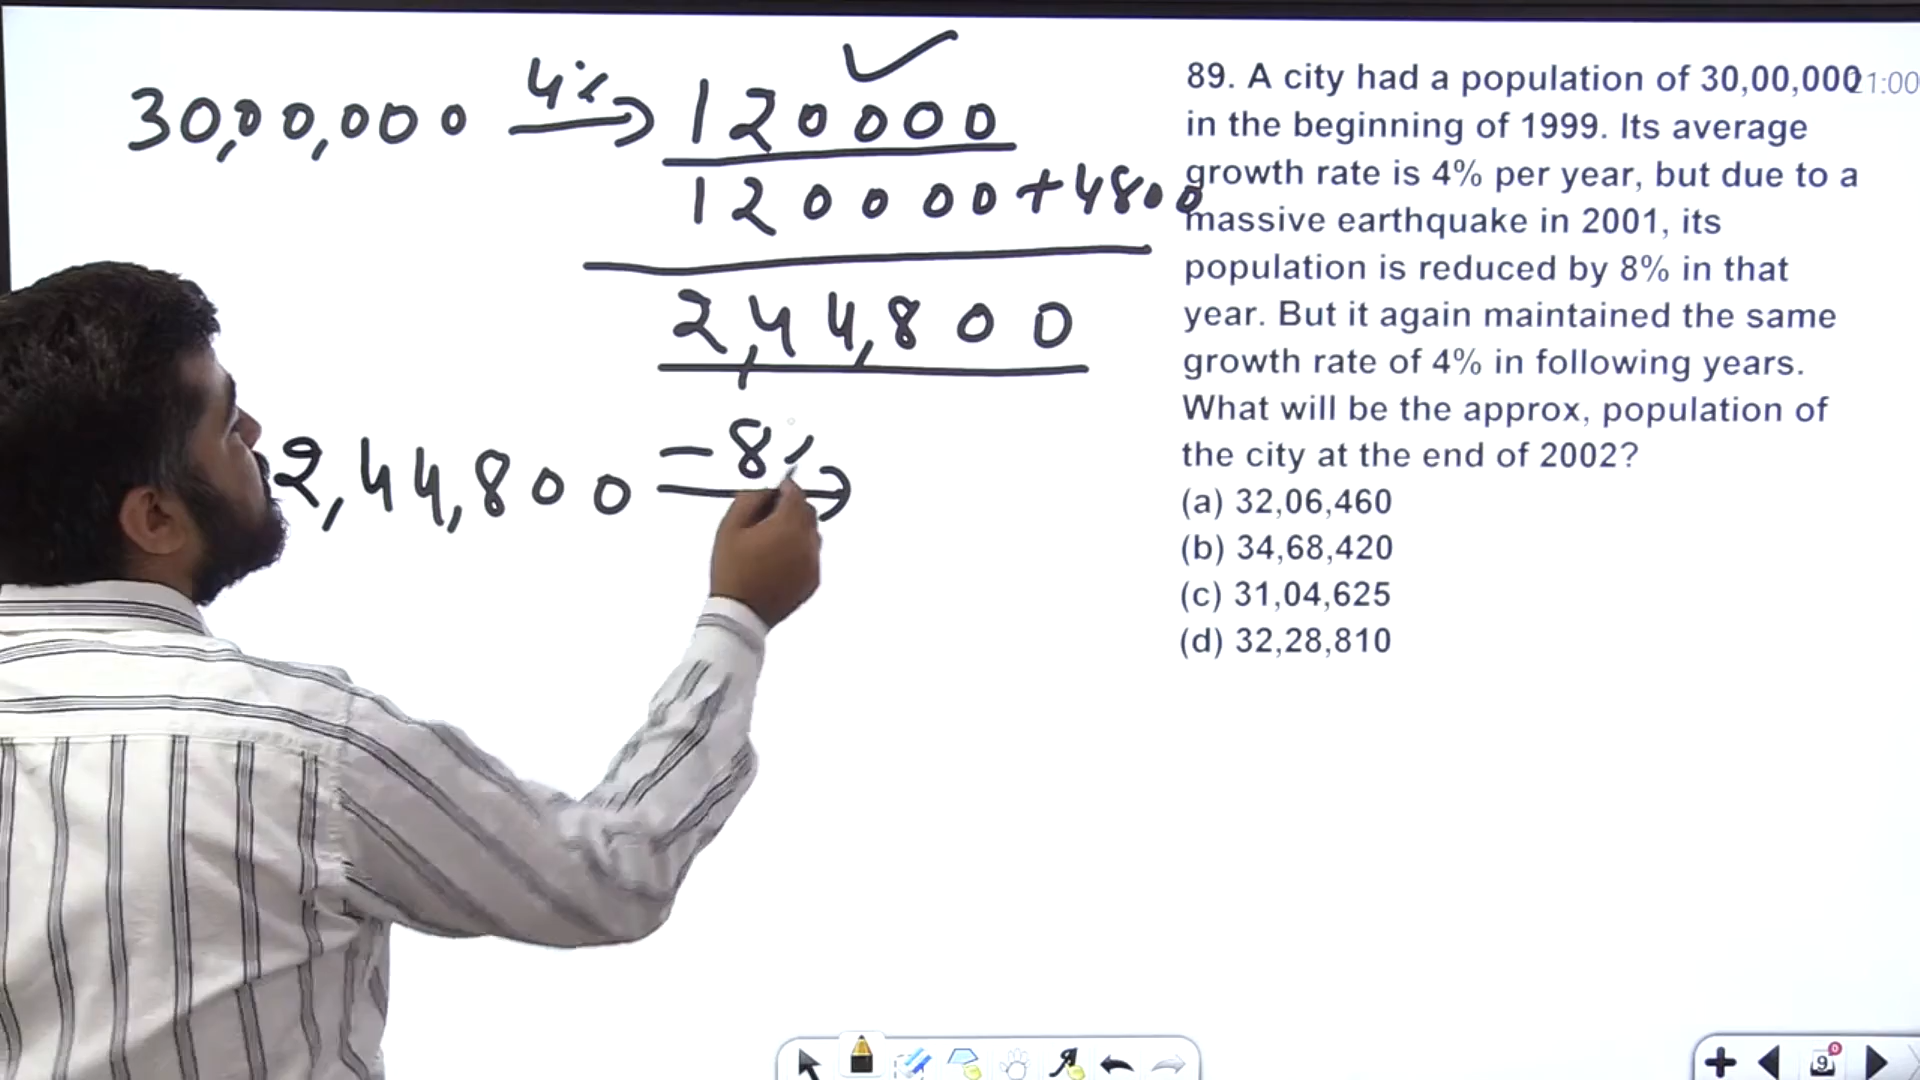 30,00,000 4% → 120000 ✓
120000 + 4800
2,44,800
2,44,800 -8% →
89. A city had a population of 30,00,000
21:00
in the beginning of 1999. Its average
growth rate is 4% per year, but due to a
massive earthquake in 2001, its
population is reduced by 8% in that
year. But it again maintained the same
growth rate of 4% in following years.
What will be the approx, population of
the city at the end of 2002?
(a) 32,06,460
(b) 34,68,420
(c) 31,04,625
(d) 32,28,810
9
0